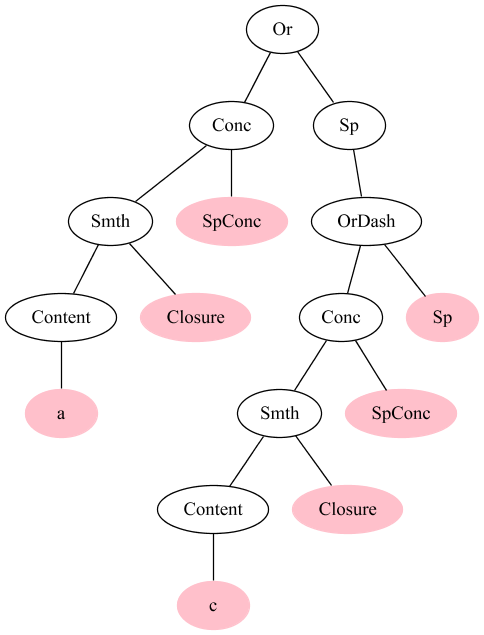 Or
Conc Sp
Smth SpConc OrDash
Content Closure Conc Sp
a Smth SpConc
Content Closure
c